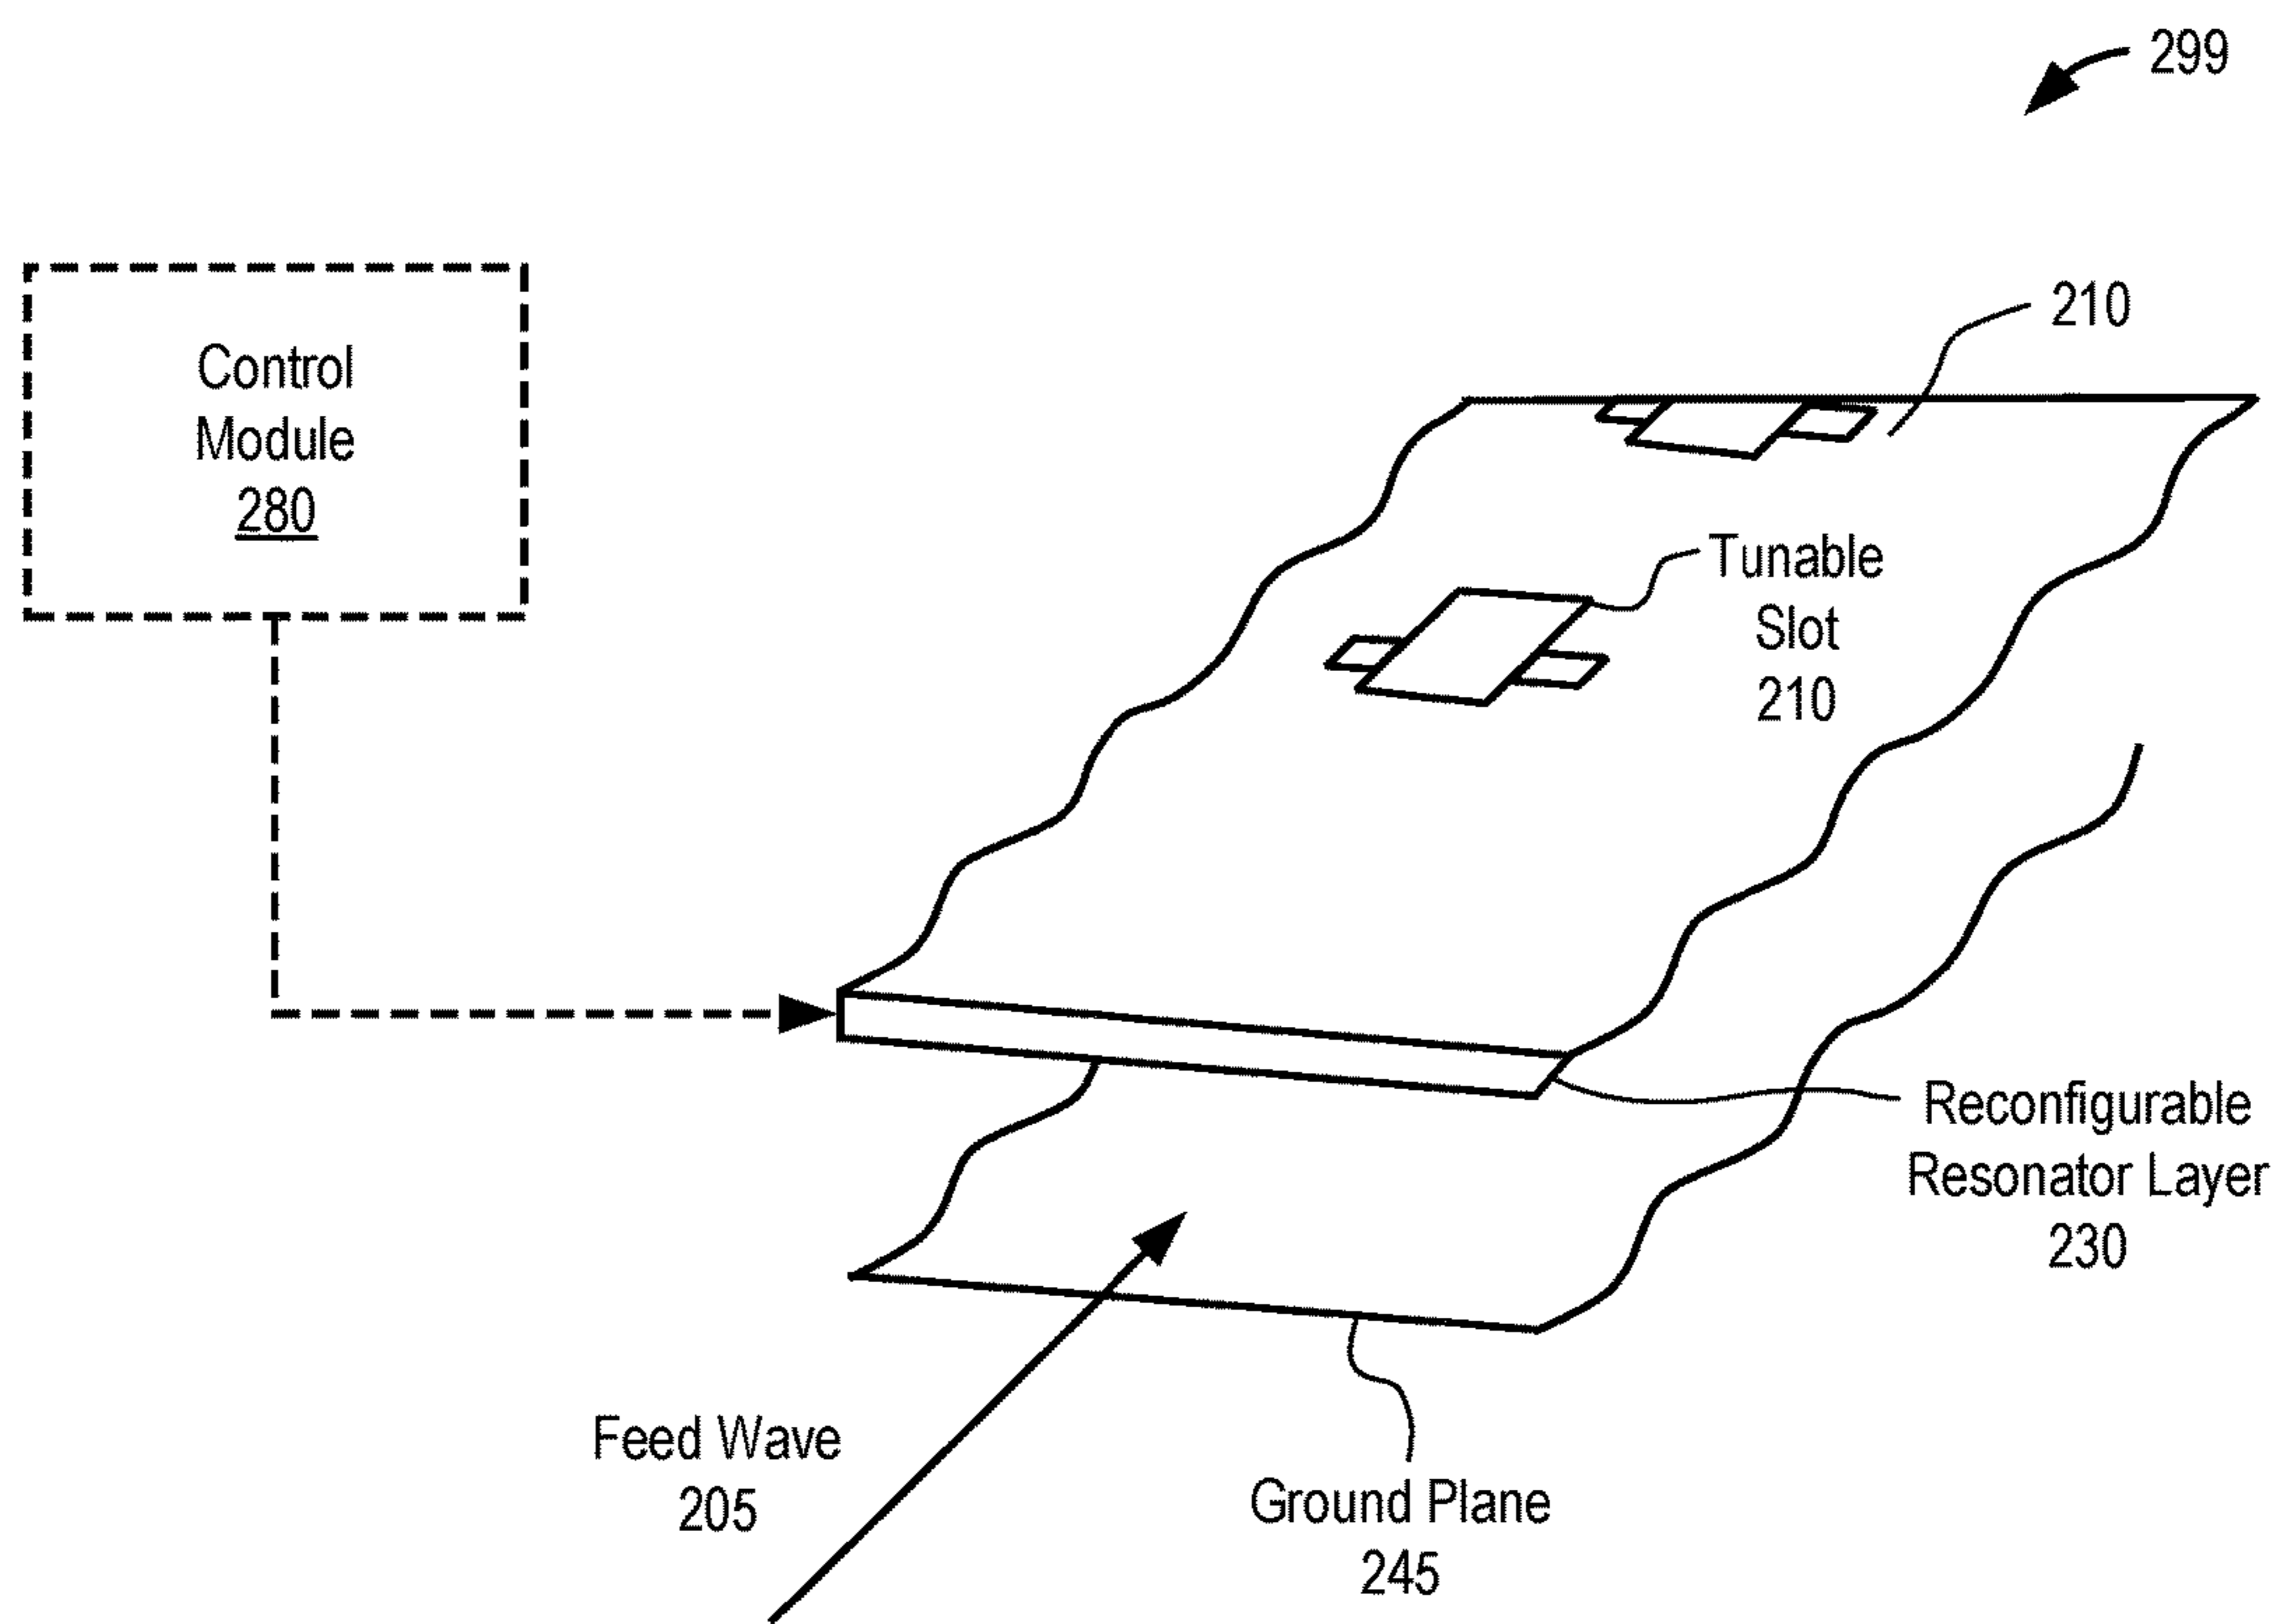 299
Control
Module
280
210
Tunable
Slot
210
Reconfigurable
Resonator Layer
230
Feed Wave
205
Ground Plane
245